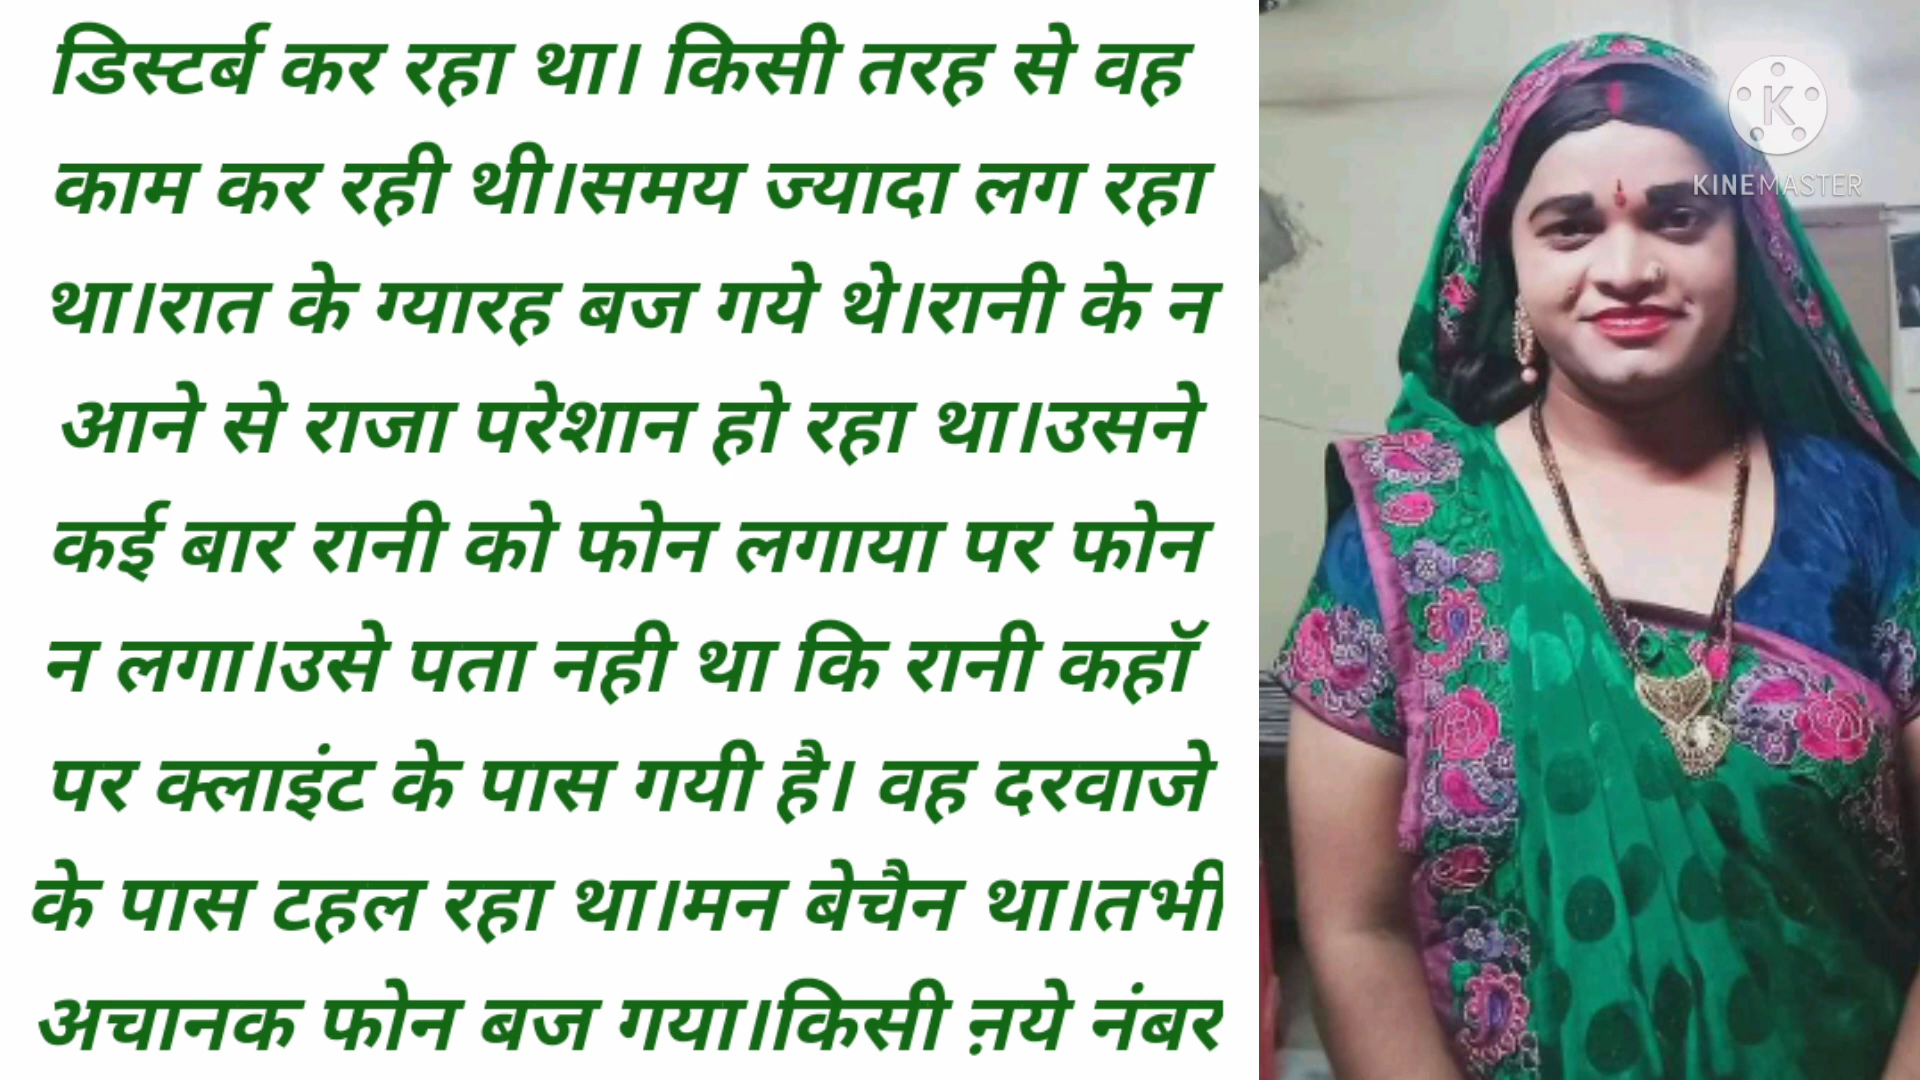 डिस्टर्ब कर रहा था। किसी तरह से वह
काम कर रही थी।समय ज्यादा लग रहा
था।रात के ग्यारह बज गये थे।रानी के न
आने से राजा परेशान हो रहा था।उसने
कई बार रानी को फोन लगाया पर फोन
न लगा।उसे पता नही था कि रानी कहॉ
पर क्लाइंट के पास गयी है। वह दरवाजे
के पास टहल रहा था।मन बेचैन था।तभी
अचानक फोन बज गया।किसी ऩये नंबर
K
KINEMASTER